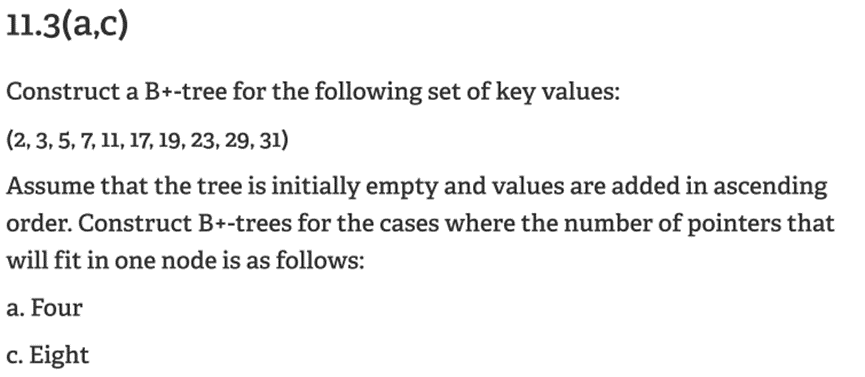 11.3(a,c)
Construct a B+-tree for the following set of key values:
(2, 3, 5, 7, 11, 17, 19, 23, 29, 31)
Assume that the tree is initially empty and values are added in ascending
order. Construct B+-trees for the cases where the number of pointers that
will fit in one node is as follows:
a. Four
c. Eight